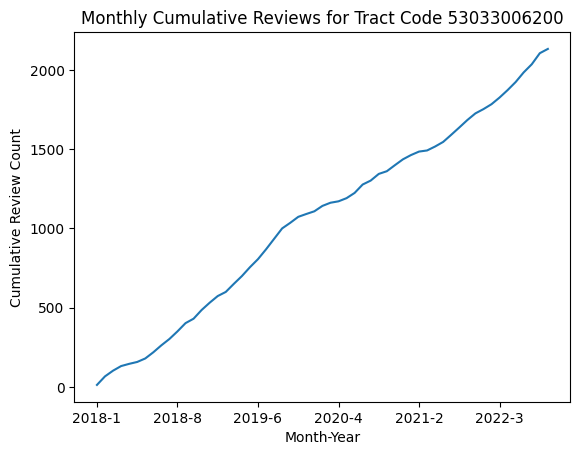 Monthly Cumulative Reviews for Tract Code 53033006200
2000
1500
1000
500
0
Cumulative Review Count
2018-1 2018-8 2019-6 2020-4 2021-2 2022-3
Month-Year